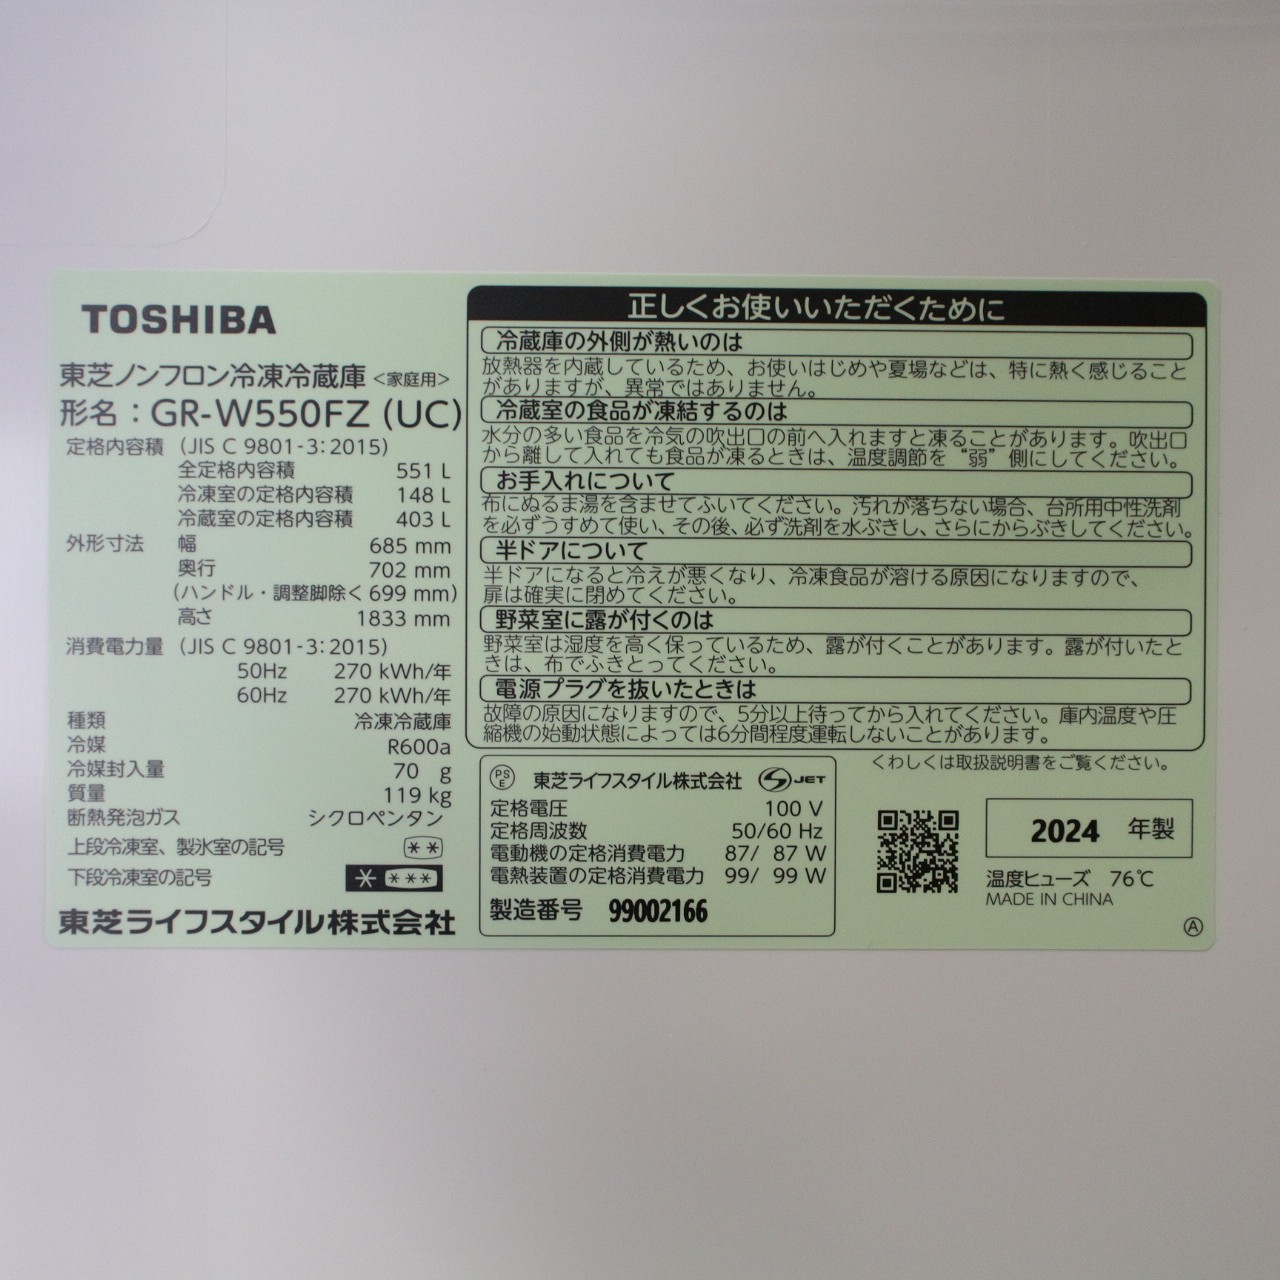 TOSHIBA
東芝ノンフロン冷凍冷蔵庫 <家庭用>
形名：GR-W550FZ (UC)
定格内容積 (JIS C 9801-3：2015)
全定格内容積 551 L
冷凍室の定格内容積 148 L
冷蔵室の定格内容積 403 L
外形寸法 幅 685 mm
奥行 702 mm
(ハンドル・調整脚除く 699 mm)
高さ 1833 mm
消費電力量 (JIS C 9801-3：2015)
50Hz 270 kWh/年
60Hz 270 kWh/年
種類 冷凍冷蔵庫
冷媒 R600a
冷媒封入量 70 g
質量 119 kg
断熱発泡ガス シクロペンタン
上段冷凍室、製氷室の記号 **
下段冷凍室の記号 * ***
東芝ライフスタイル株式会社
正しくお使いいただくために
冷蔵庫の外側が熱いのは
放熱器を内蔵しているため、お使いはじめや夏場などは、特に熱く感じること
がありますが、異常ではありません。
冷蔵室の食品が凍結するのは
水分の多い食品を冷気の吹出口の前へ入れますと凍ることがあります。吹出口
から離して入れても食品が凍るときは、温度調節を“弱”側にしてください。
お手入れについて
布にぬるま湯を含ませてふいてください。汚れが落ちない場合、台所用中性洗剤
を必ずうすめて使い、その後、必ず洗剤を水ぶきし、さらにからぶきしてください。
半ドアについて
半ドアになると冷えが悪くなり、冷凍食品が溶ける原因になりますので、
扉は確実に閉めてください。
野菜室に露が付くのは
野菜室は湿度を高く保っているため、露が付くことがあります。露が付いたと
きは、布でふきとってください。
電源プラグを抜いたときは
故障の原因になりますので、5分以上待ってから入れてください。庫内温度や圧
縮機の始動状態によっては6分間程度運転しないことがあります。
くわしくは取扱説明書をご覧ください。
PSE 東芝ライフスタイル株式会社 JET
定格電圧 100 V
定格周波数 50/60 Hz
電動機の定格消費電力 87/ 87 W
電熱装置の定格消費電力 99/ 99 W
製造番号 99002166
2024 年製
温度ヒューズ 76℃
MADE IN CHINA
Ⓐ